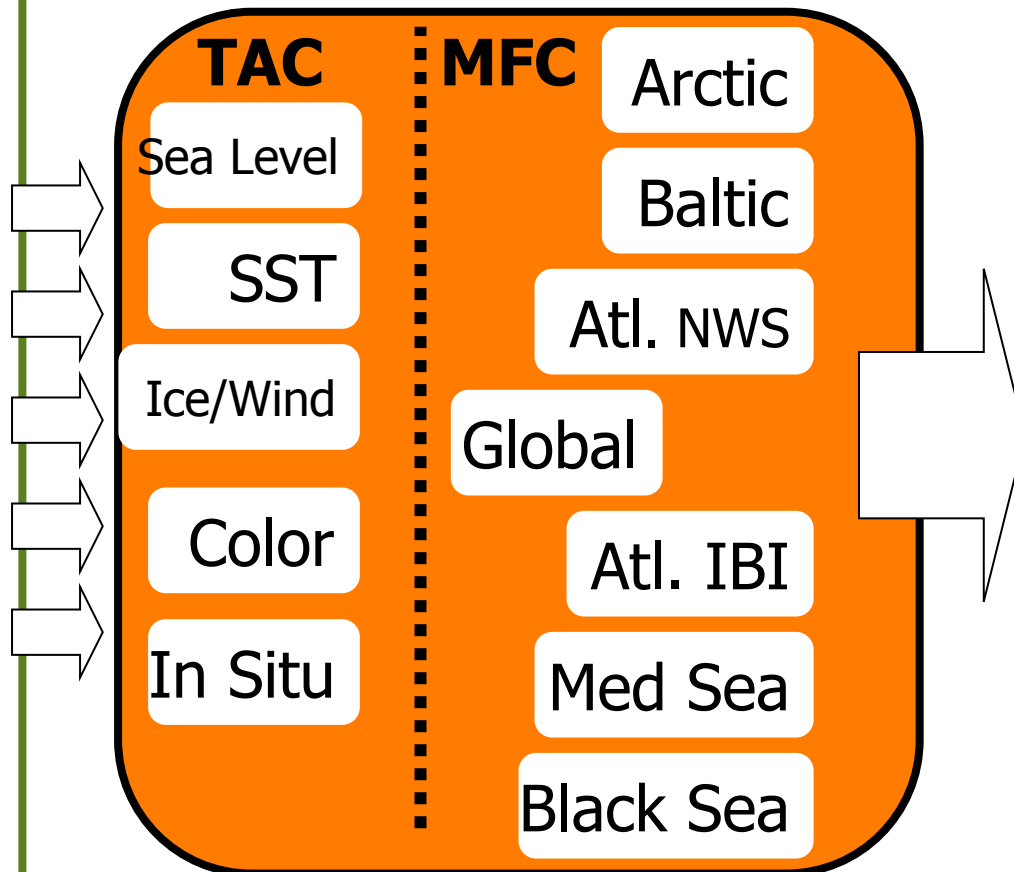 TAC
Sea Level
SST
Ice/Wind
Color
In Situ
MFC
Arctic
Baltic
Atl. NWS
Global
Atl. IBI
Med Sea
Black Sea